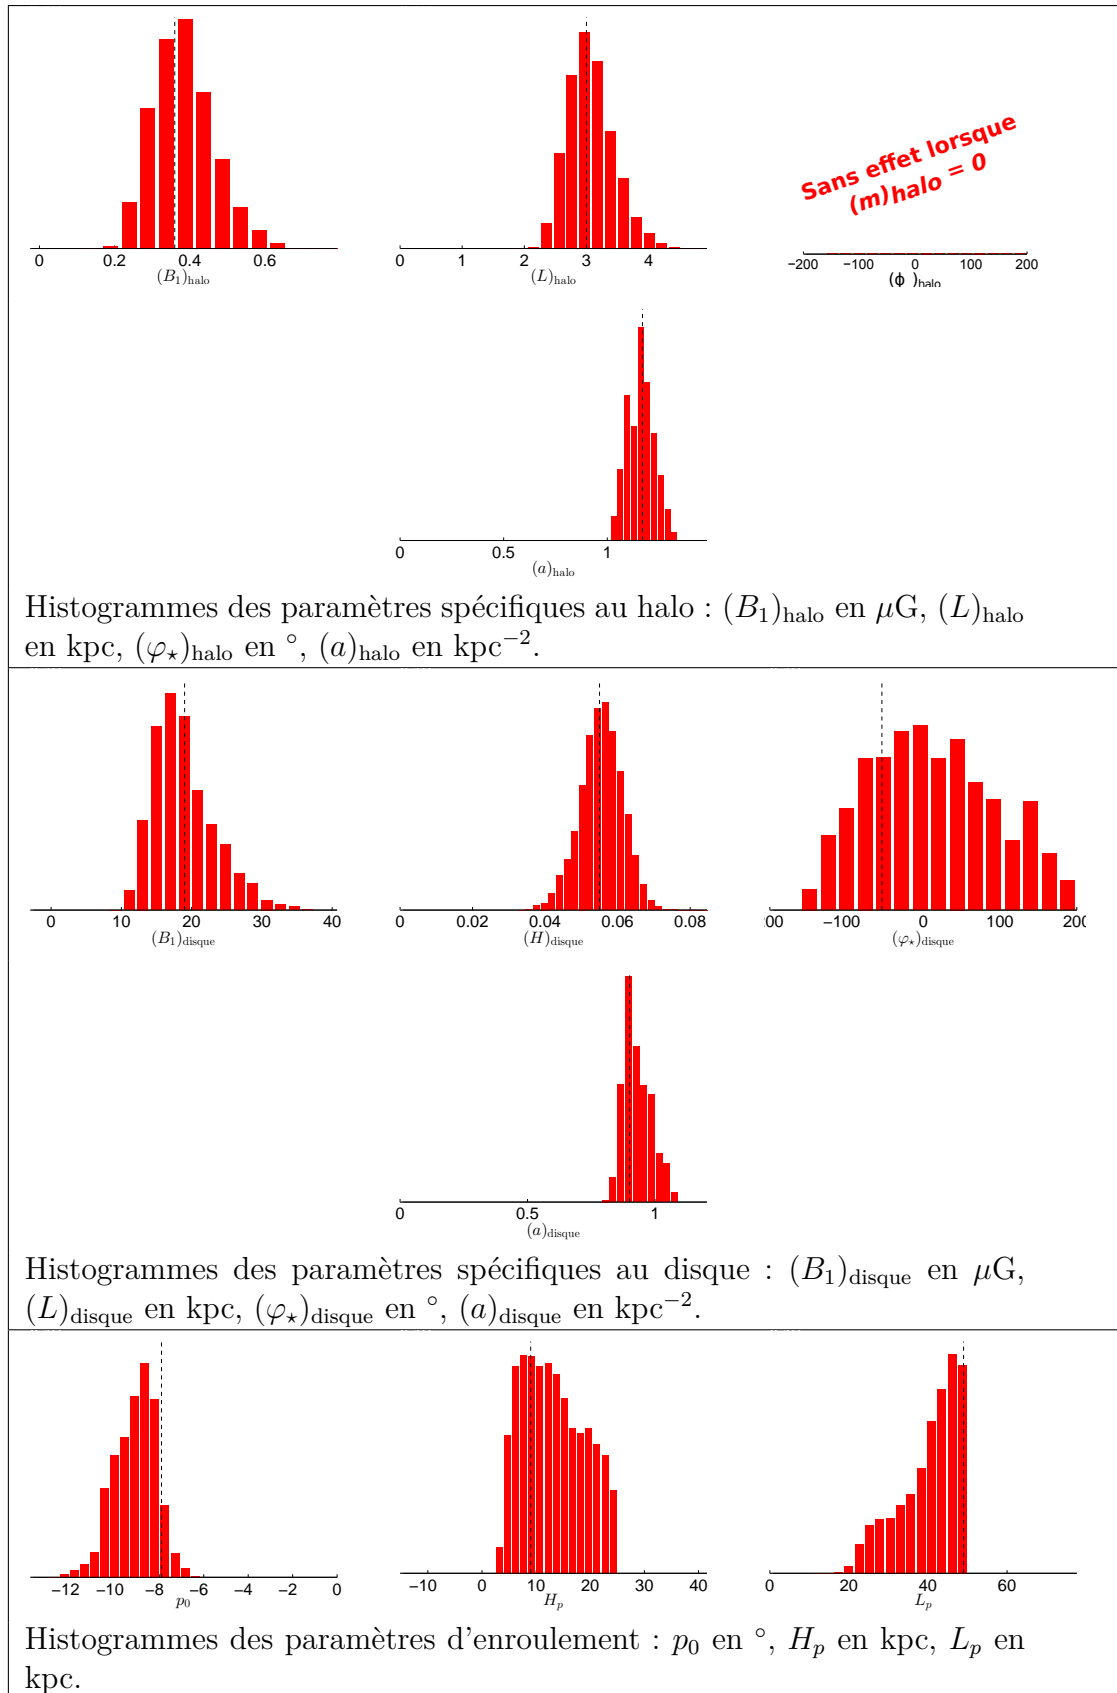 0 0.2 0.4 0.6
(B₁)halo
0 1 2 3 4
(L)halo
Sans effet lorsque
(m)halo = 0
−200 −100 0 100 200
(ϕ )halo
0 0.5 1
(a)halo
Histogrammes des paramètres spécifiques au halo : (B₁)halo en μG, (L)halo
en kpc, (φ⋆)halo en °, (a)halo en kpc⁻².
0 10 20 30 40
(B₁)disque
0 0.02 0.04 0.06 0.08
(H)disque
:00 −100 0 100 200
(φ⋆)disque
0 0.5 1
(a)disque
Histogrammes des paramètres spécifiques au disque : (B₁)disque en μG,
(L)disque en kpc, (φ⋆)disque en °, (a)disque en kpc⁻².
−12 −10 −8 −6 −4 −2 0
p₀
−10 0 10 20 30 40
Hₚ
0 20 40 60
Lₚ
Histogrammes des paramètres d'enroulement : p₀ en °, Hₚ en kpc, Lₚ en
kpc.